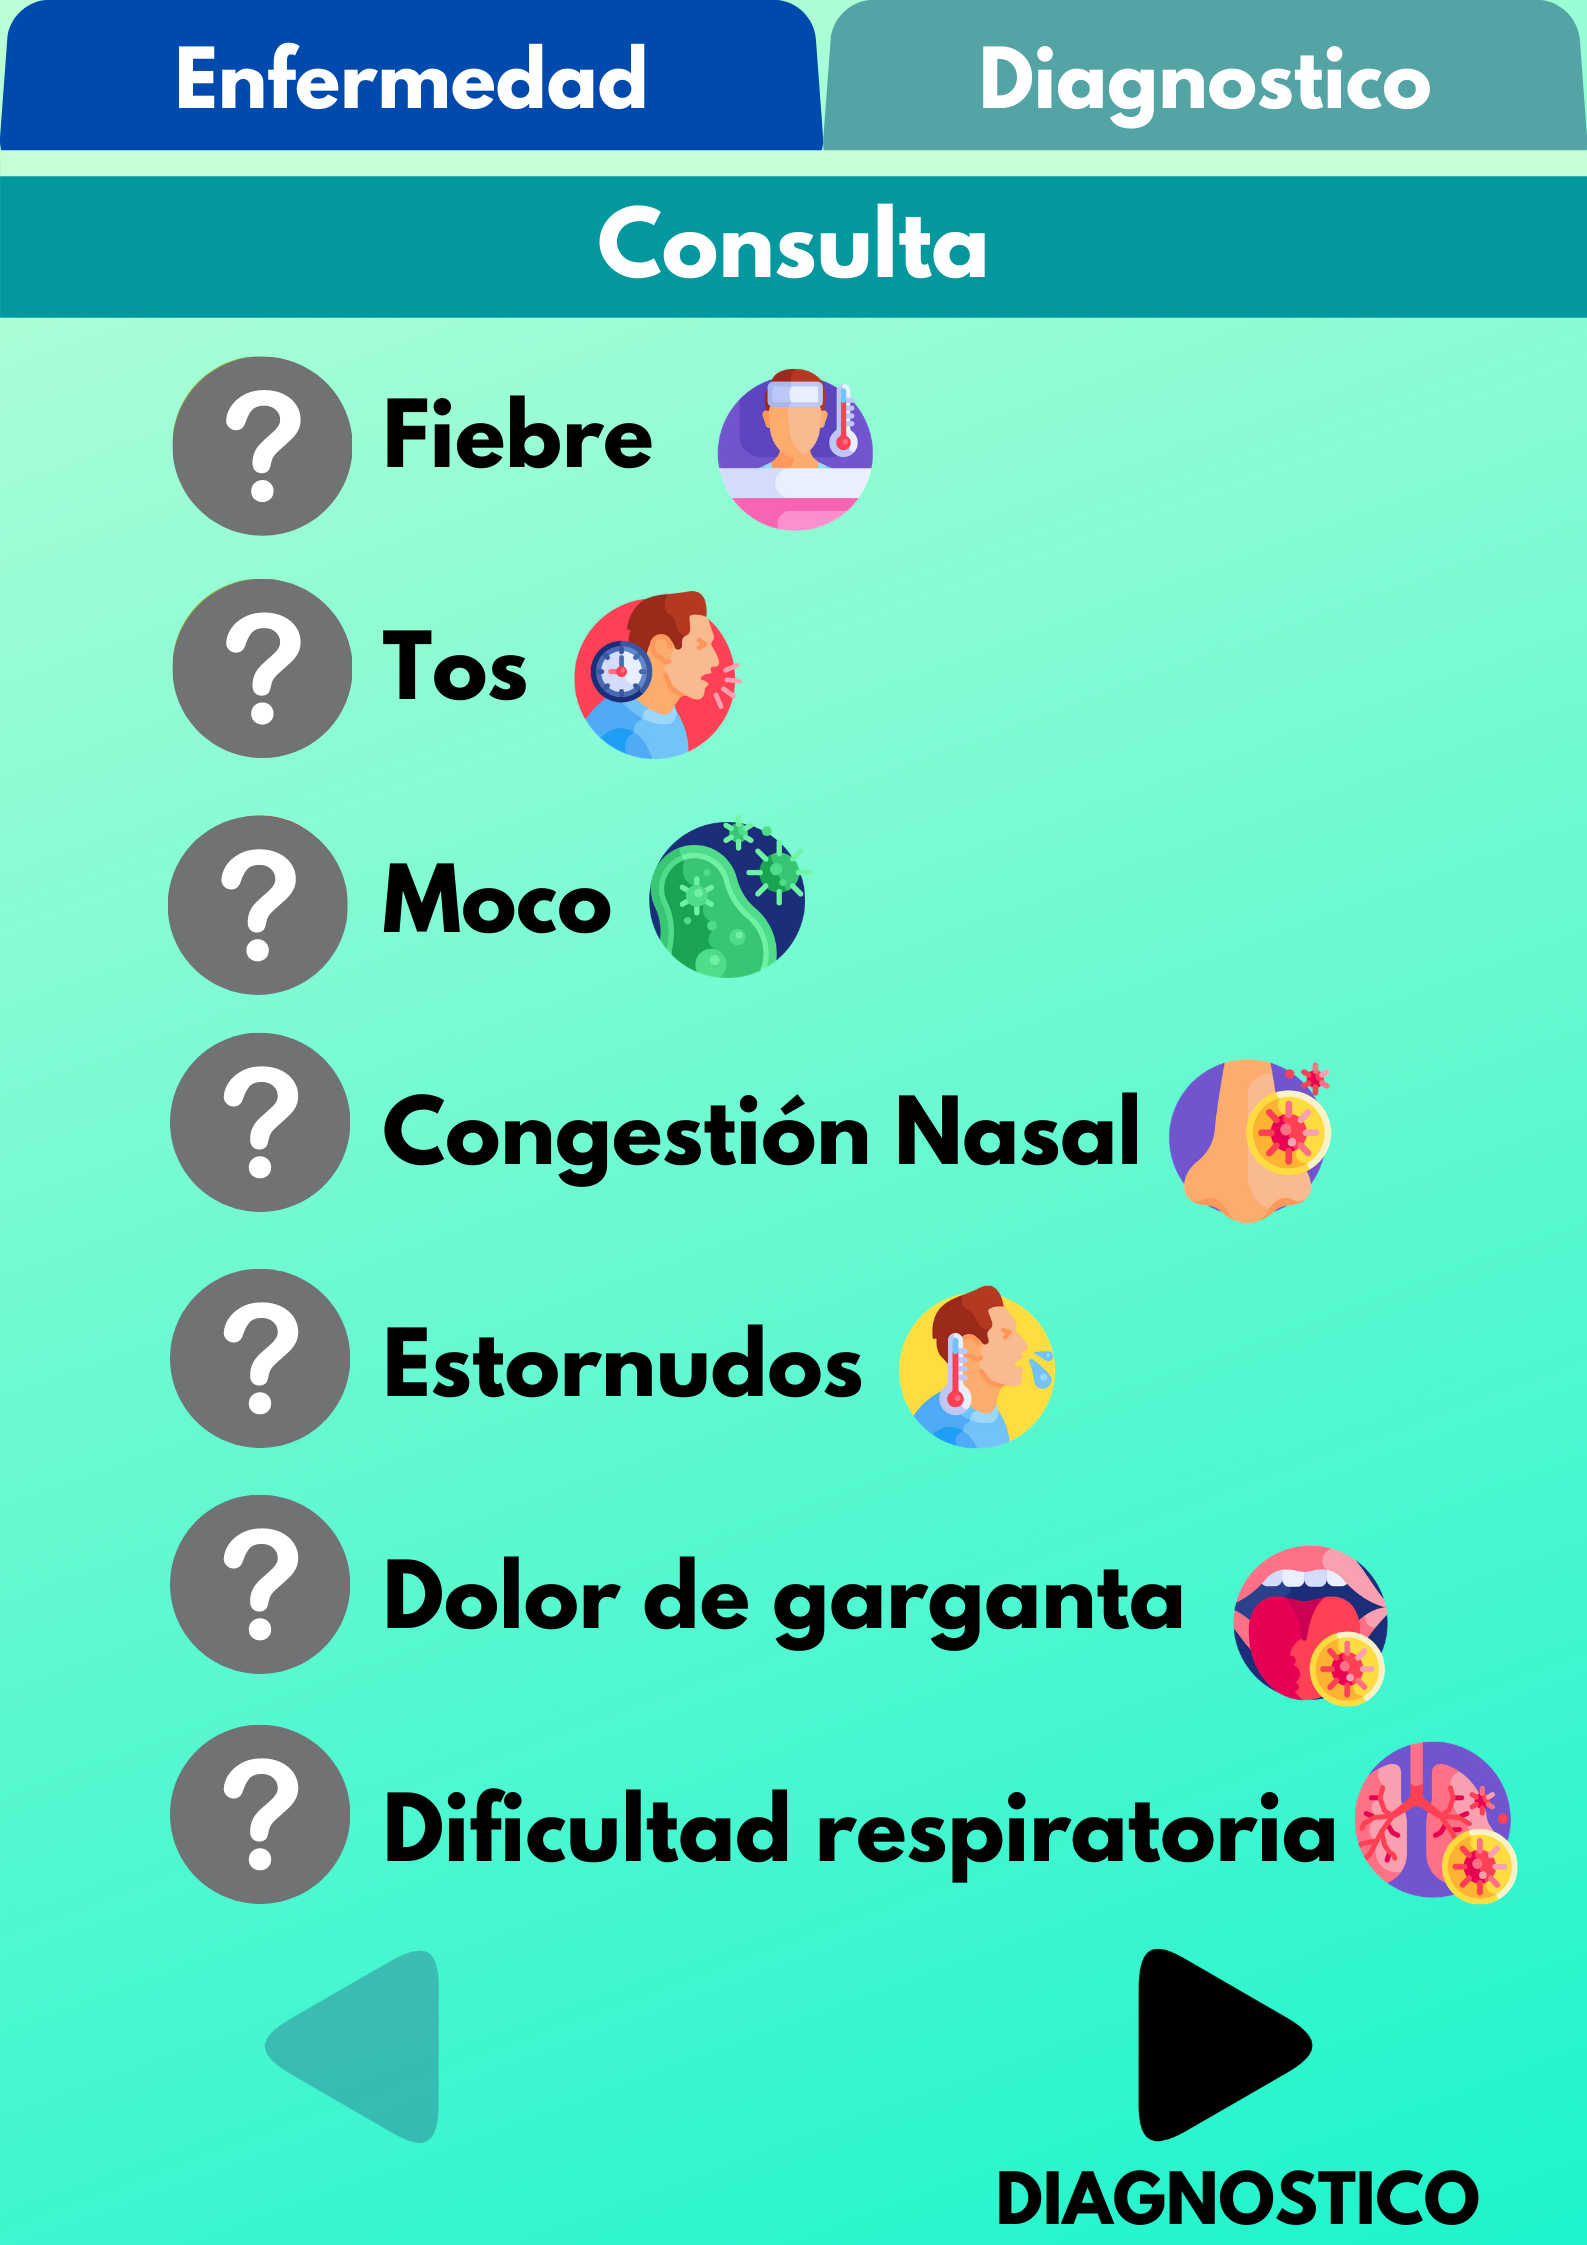 Enfermedad
Diagnostico
Consulta
? Fiebre
? Tos
? Moco
? Congestión Nasal
? Estornudos
? Dolor de garganta
? Dificultad respiratoria
DIAGNOSTICO